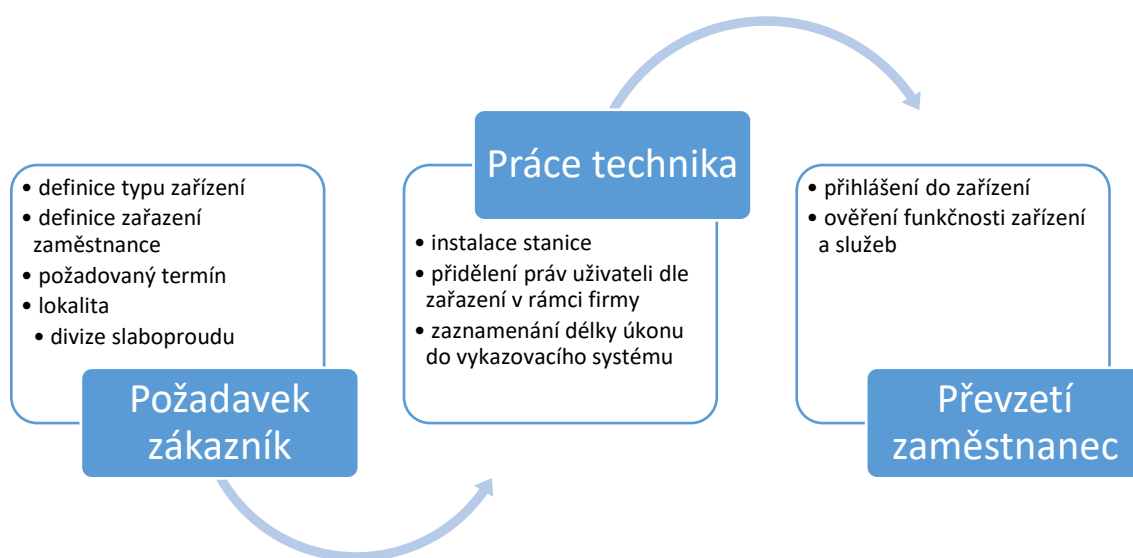 • definice typu zařízení
• definice zařazení
zaměstnance
• požadovaný termín
• lokalita
• divize slaboproudu
Požadavek
zákazník
Práce technika
• instalace stanice
• přidělení práv uživateli dle
zařazení v rámci firmy
• zaznamenání délky úkonu
do vykazovacího systému
• přihlášení do zařízení
• ověření funkčnosti zařízení
a služeb
Převzetí
zaměstnanec